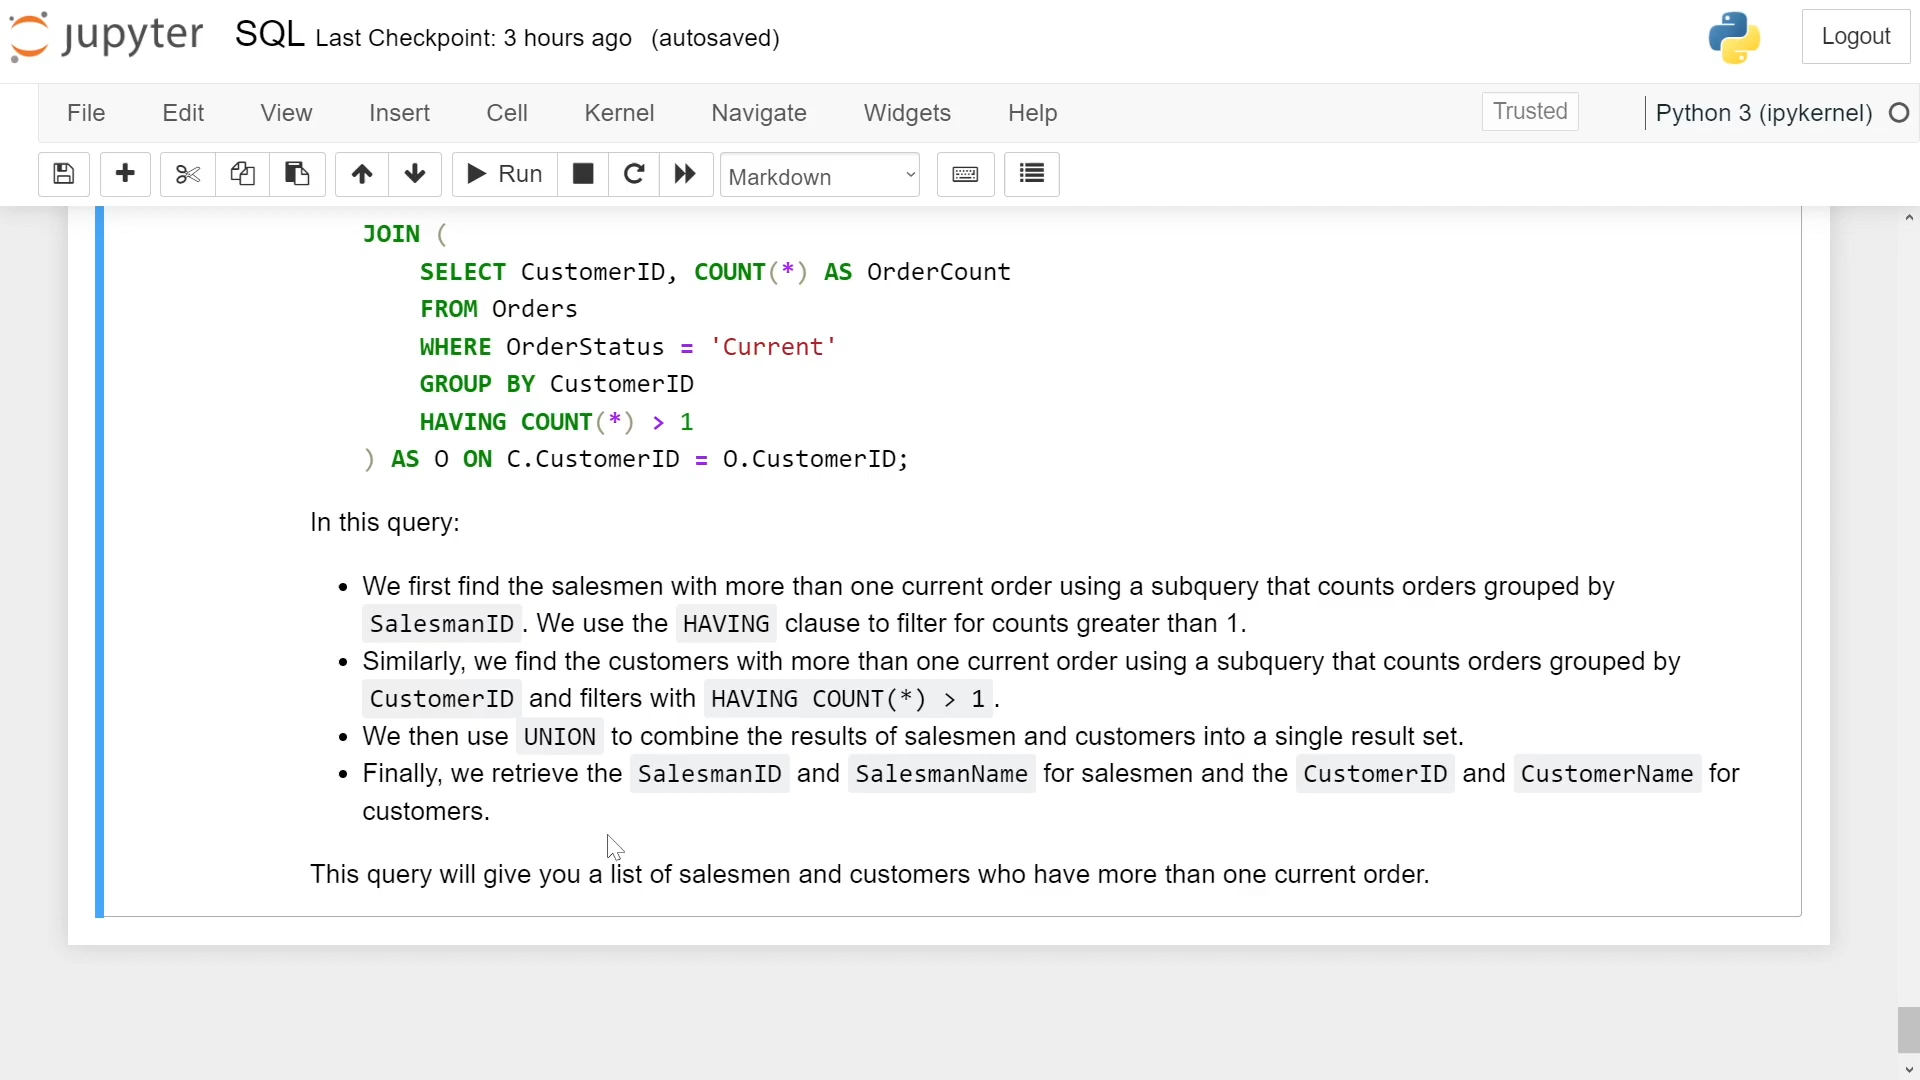 jupyter SQL Last Checkpoint: 3 hours ago (autosaved) Logout
File Edit View Insert Cell Kernel Navigate Widgets Help Trusted Python 3 (ipykernel)
Run Markdown
JOIN (
SELECT CustomerID, COUNT(*) AS OrderCount
FROM Orders
WHERE OrderStatus = 'Current'
GROUP BY CustomerID
HAVING COUNT(*) > 1
) AS O ON C.CustomerID = O.CustomerID;
In this query:
• We first find the salesmen with more than one current order using a subquery that counts orders grouped by
SalesmanID. We use the HAVING clause to filter for counts greater than 1.
• Similarly, we find the customers with more than one current order using a subquery that counts orders grouped by
CustomerID and filters with HAVING COUNT(*) > 1.
• We then use UNION to combine the results of salesmen and customers into a single result set.
• Finally, we retrieve the SalesmanID and SalesmanName for salesmen and the CustomerID and CustomerName for
customers.
This query will give you a list of salesmen and customers who have more than one current order.